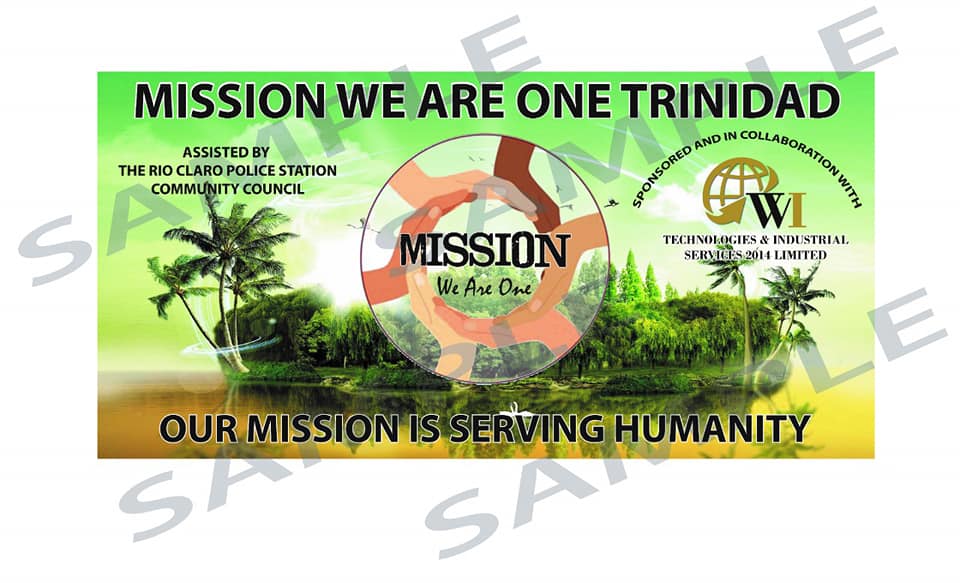 MISSION WE ARE ONE TRINIDAD
ASSISTED BY
THE RIO CLARO POLICE STATION
COMMUNITY COUNCIL
SPONSORED AND IN COLLABORATION WITH
WI
TECHNOLOGIES & INDUSTRIAL
SERVICES 2014 LIMITED
MISSION
We Are One
OUR MISSION IS SERVING HUMANITY
SAMPLE
SAMPLE
SAMPLE
SAMPLE